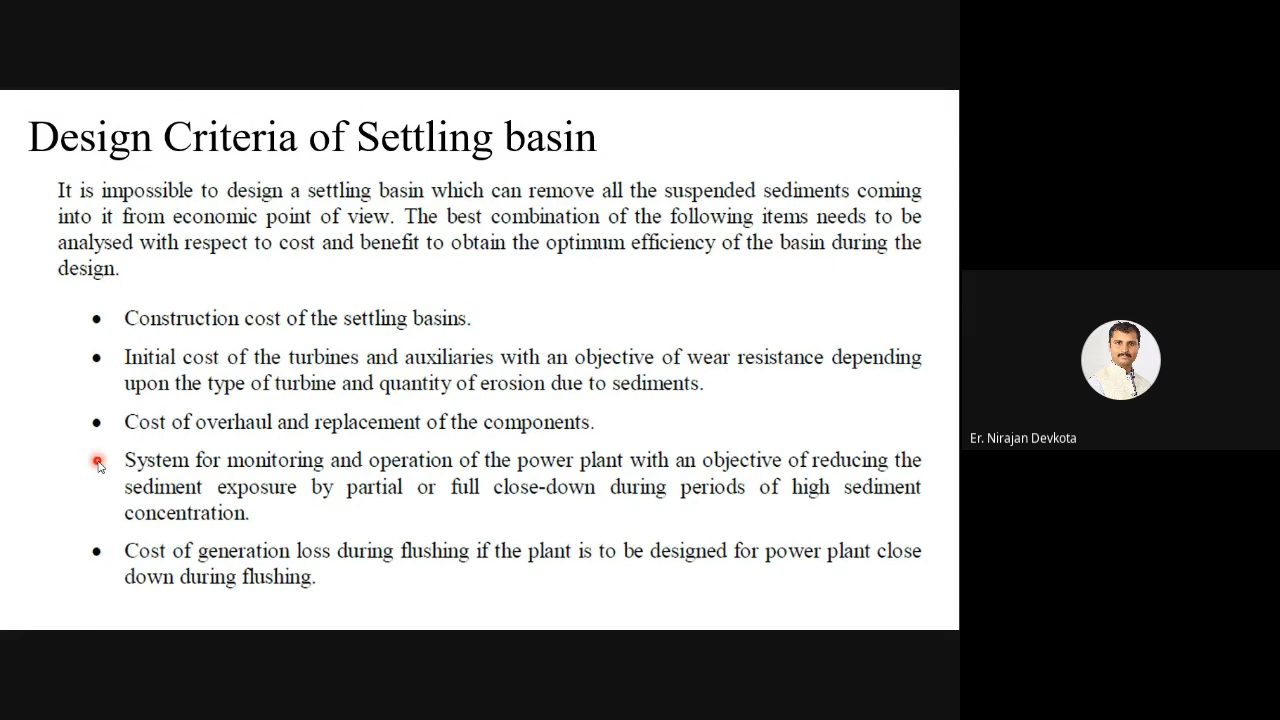 Design Criteria of Settling basin
It is impossible to design a settling basin which can remove all the suspended sediments coming
into it from economic point of view. The best combination of the following items needs to be
analysed with respect to cost and benefit to obtain the optimum efficiency of the basin during the
design.
• Construction cost of the settling basins.
• Initial cost of the turbines and auxiliaries with an objective of wear resistance depending
upon the type of turbine and quantity of erosion due to sediments.
• Cost of overhaul and replacement of the components.
• System for monitoring and operation of the power plant with an objective of reducing the
sediment exposure by partial or full close-down during periods of high sediment
concentration.
• Cost of generation loss during flushing if the plant is to be designed for power plant close
down during flushing.
Er. Nirajan Devkota